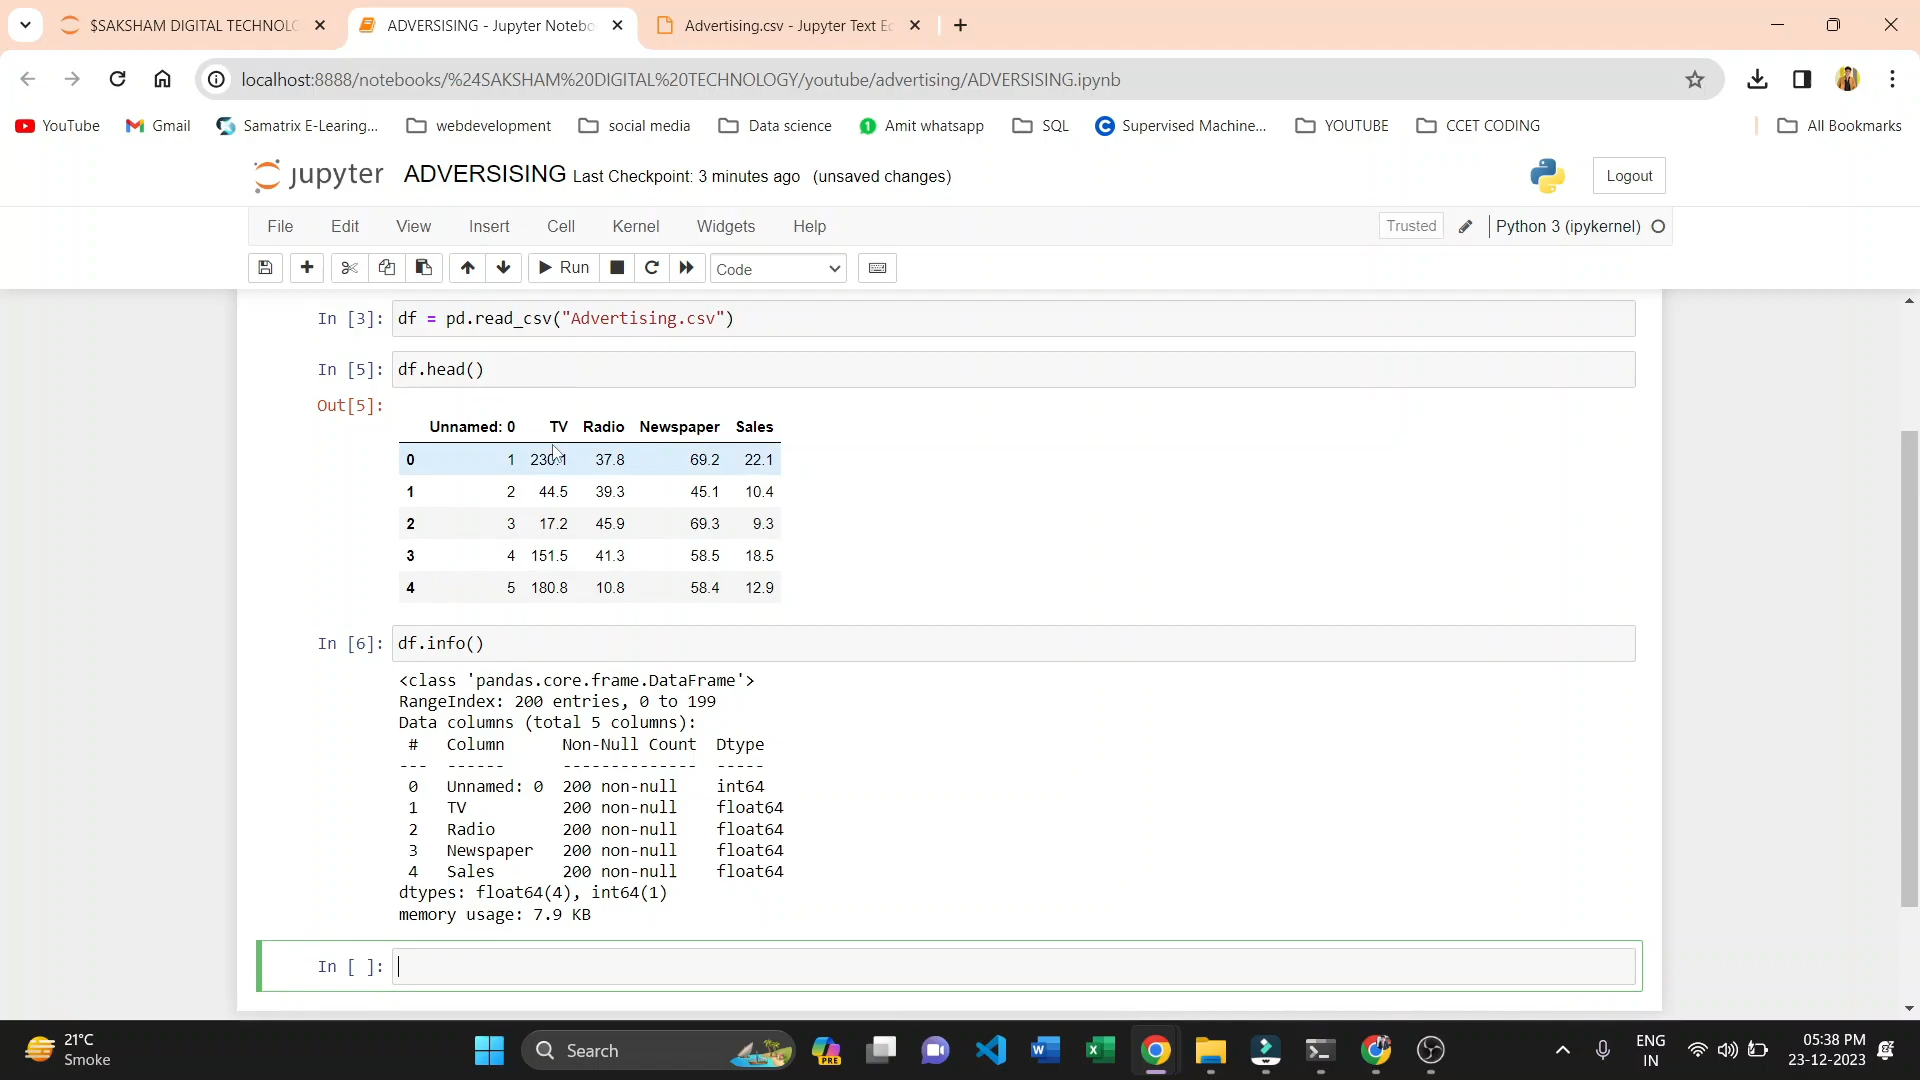 $SAKSHAM DIGITAL TECHNOLO
ADVERSISING - Jupyter Notebo
Advertising.csv - Jupyter Text Ec
localhost:8888/notebooks/%24SAKSHAM%20DIGITAL%20TECHNOLOGY/youtube/advertising/ADVERSISING.ipynb
YouTube Gmail Samatrix E-Learing... webdevelopment social media Data science Amit whatsapp SQL Supervised Machine... YOUTUBE CCET CODING All Bookmarks
jupyter ADVERSISING Last Checkpoint: 3 minutes ago (unsaved changes) Logout
File Edit View Insert Cell Kernel Widgets Help Trusted Python 3 (ipykernel)
Run Code
In [3]: df = pd.read_csv("Advertising.csv")
In [5]: df.head()
Out[5]:
Unnamed: 0 TV Radio Newspaper Sales
0 1 230.1 37.8 69.2 22.1
1 2 44.5 39.3 45.1 10.4
2 3 17.2 45.9 69.3 9.3
3 4 151.5 41.3 58.5 18.5
4 5 180.8 10.8 58.4 12.9
In [6]: df.info()
<class 'pandas.core.frame.DataFrame'>
RangeIndex: 200 entries, 0 to 199
Data columns (total 5 columns):
# Column Non-Null Count Dtype
--- ------ -------------- -----
0 Unnamed: 0 200 non-null int64
1 TV 200 non-null float64
2 Radio 200 non-null float64
3 Newspaper 200 non-null float64
4 Sales 200 non-null float64
dtypes: float64(4), int64(1)
memory usage: 7.9 KB
In [ ]:
21°C
Smoke
Search
PRE
ENG
IN
05:38 PM
23-12-2023